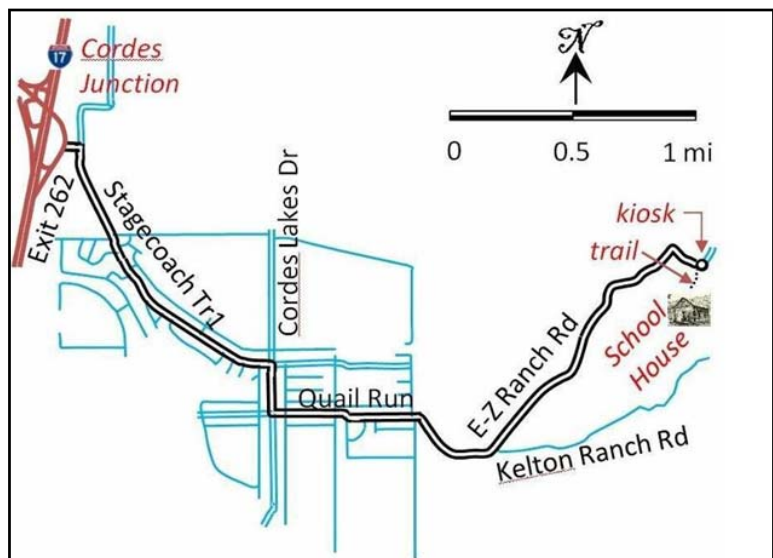 17
Cordes
Junction
N
0 0.5 1 mi
Exit 262
Stagecoach Tr1
Cordes Lakes Dr
kiosk
trail
School
House
E-Z Ranch Rd
Quail Run
Kelton Ranch Rd